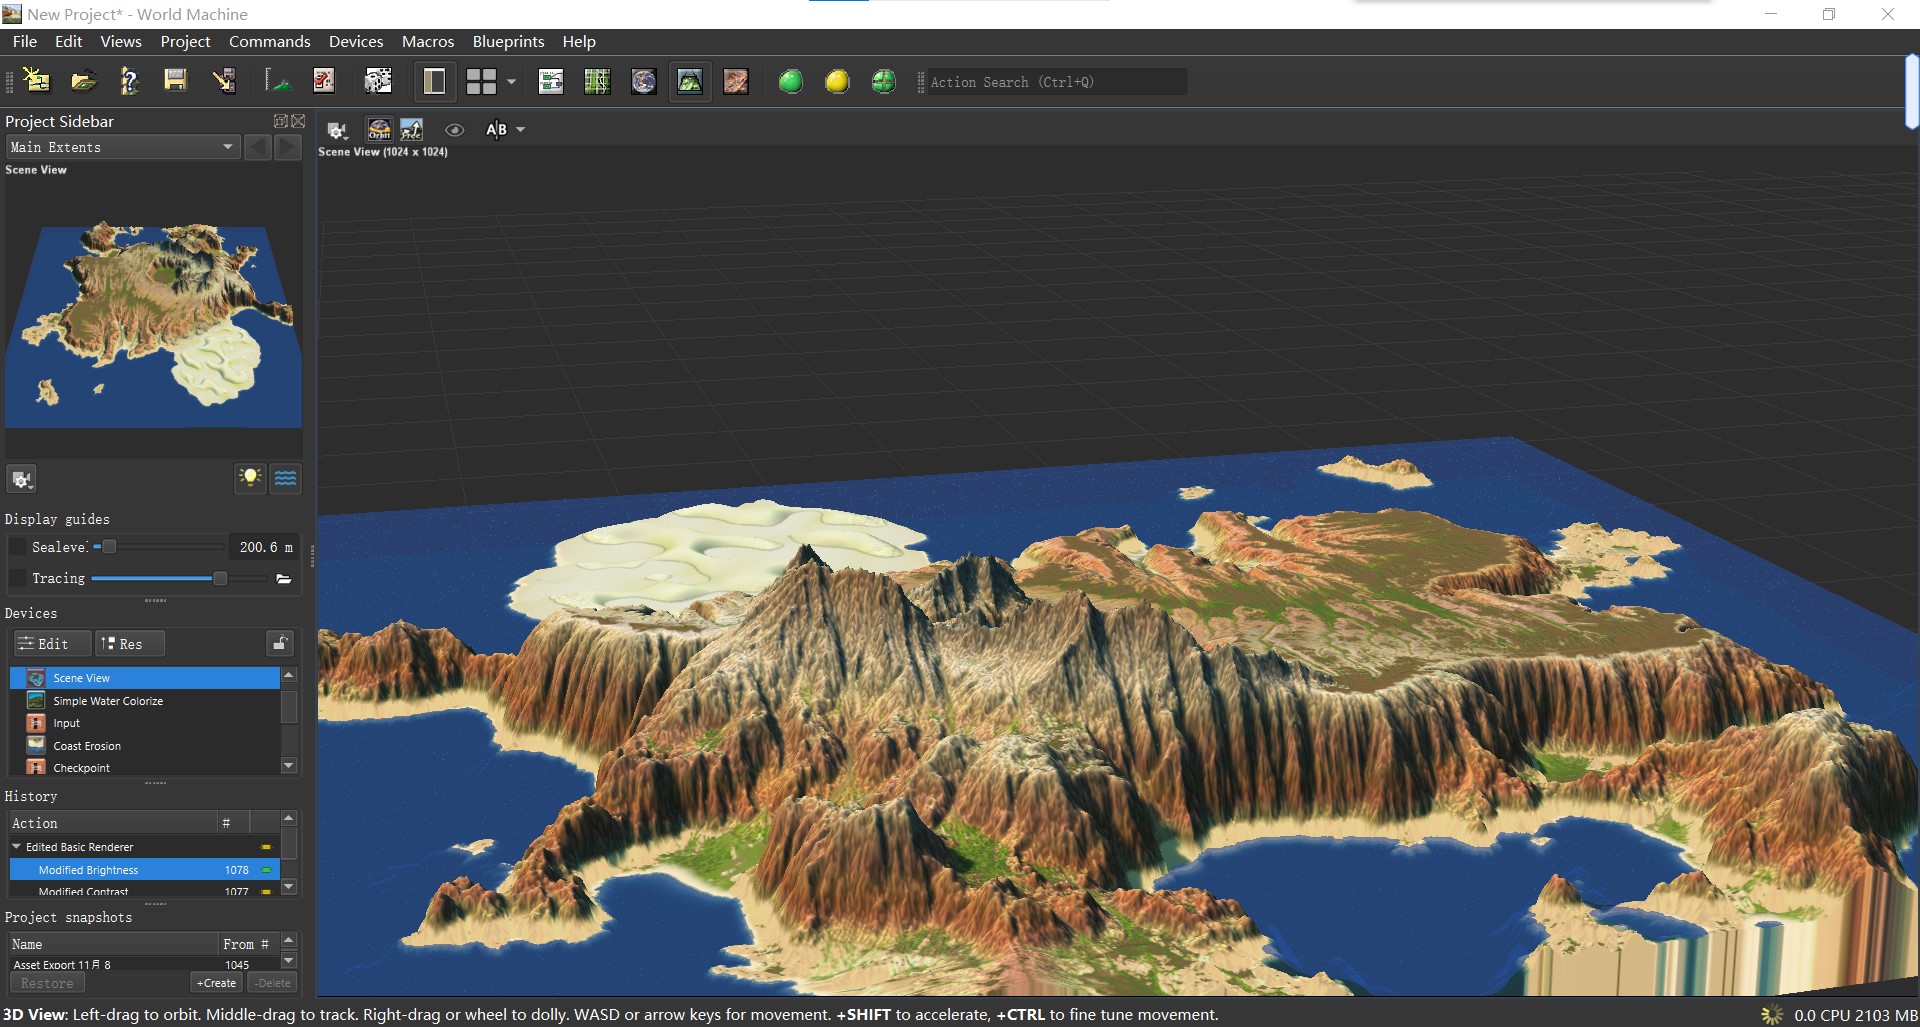 New Project* - World Machine
File Edit Views Project Commands Devices Macros Blueprints Help
Action Search (Ctrl+Q)
Project Sidebar
Main Extents
Scene View
Display guides
Sealevel 200.6 m
Tracing
Devices
Edit Res
Scene View
Simple Water Colorize
Input
Coast Erosion
Checkpoint
History
Action #
Edited Basic Renderer
Modified Brightness 1078
Modified Contrast 1077
Project snapshots
Name From #
Asset Export 11月 8 1045
Restore +Create -Delete
Orbit Free A|B
Scene View (1024 x 1024)
3D View: Left-drag to orbit. Middle-drag to track. Right-drag or wheel to dolly. WASD or arrow keys for movement. +SHIFT to accelerate, +CTRL to fine tune movement.
0.0 CPU 2103 MB